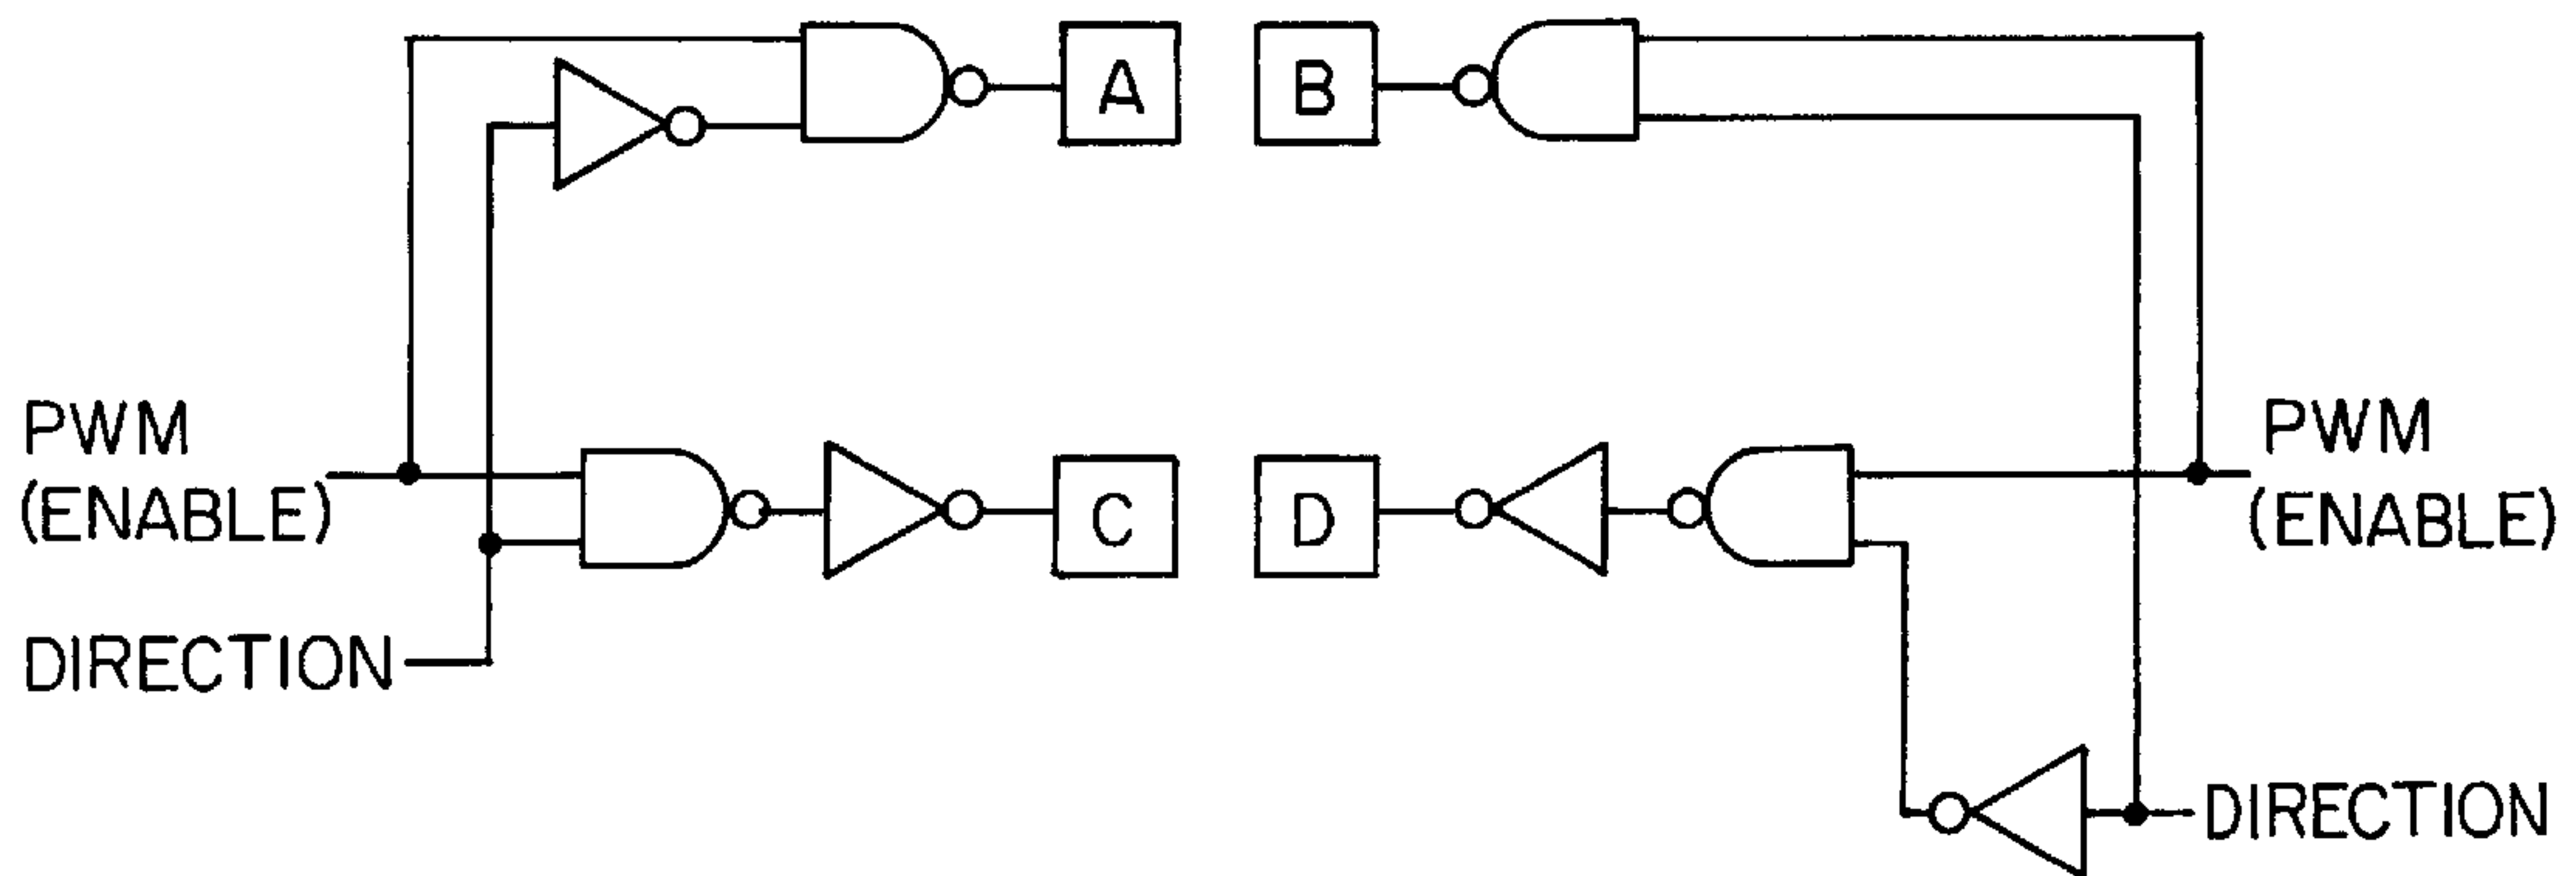 A
B
PWM
(ENABLE)
C
D
PWM
(ENABLE)
DIRECTION
DIRECTION